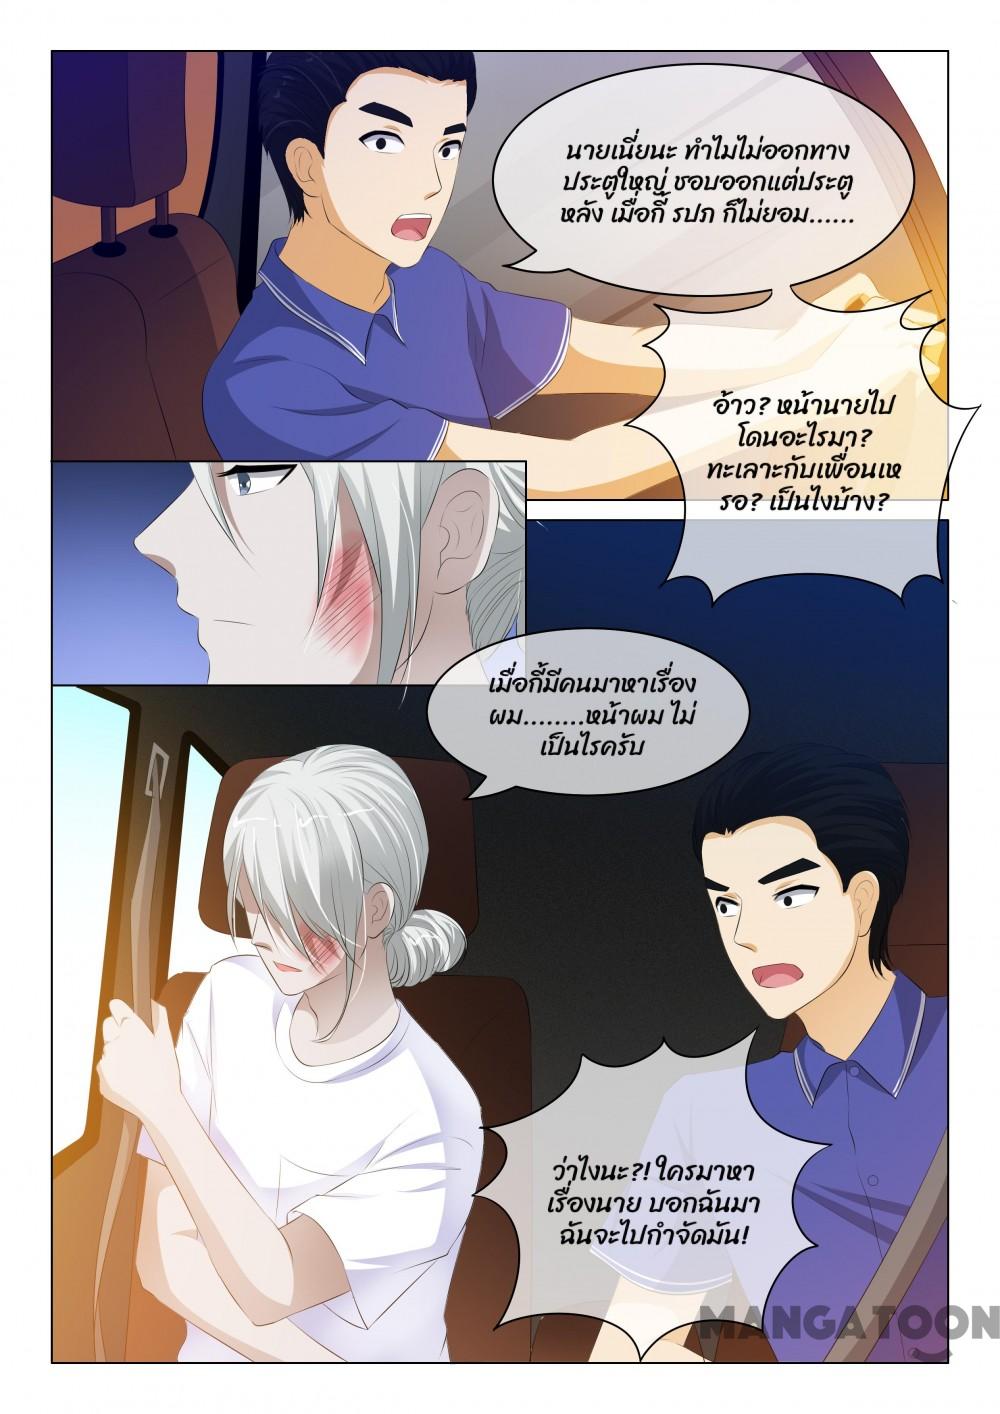 นายเนี่ยนะ ทำไมไม่ออกทาง
ประตูใหญ่ ชอบออกแต่ประตู
หลัง เมื่อกี้ รปภ ก็ไม่ยอม......
อ้าว? หน้านายไป
โดนอะไรมา?
ทะเลาะกับเพื่อนเห
รอ? เป็นไงบ้าง?
เมื่อกี้มีคนมาหาเรื่อง
ผม........หน้าผม ไม่
เป็นไรครับ
ว่าไงนะ?! ใครมาหา
เรื่องนาย บอกฉันมา
ฉันจะไปกำจัดมัน!
MANGATOON